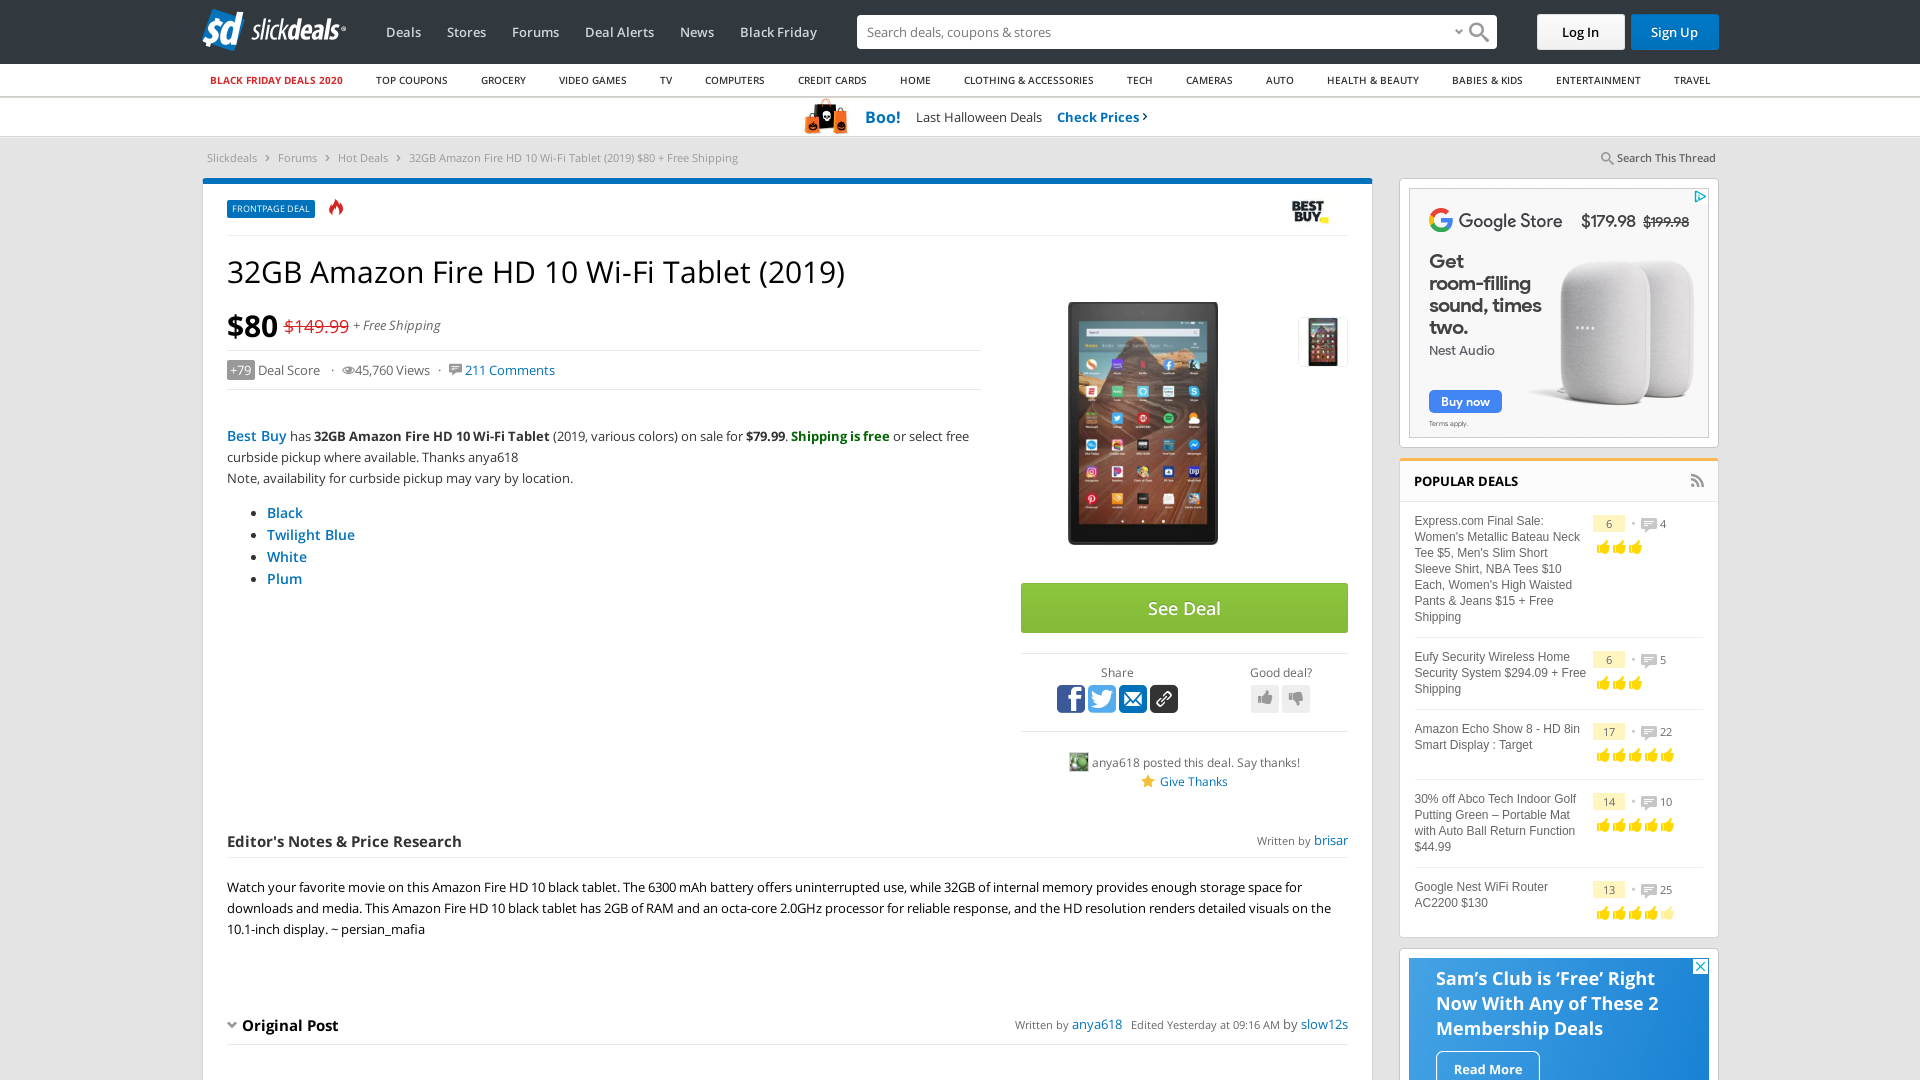 slickdeals
Deals
Stores
Forums
Deal Alerts
News
Black Friday
Search deals, coupons & stores
Log In
Sign Up
BLACK FRIDAY DEALS 2020
TOP COUPONS
GROCERY
VIDEO GAMES
TV
COMPUTERS
CREDIT CARDS
HOME
CLOTHING & ACCESSORIES
TECH
CAMERAS
AUTO
HEALTH & BEAUTY
BABIES & KIDS
ENTERTAINMENT
TRAVEL
Boo! Last Halloween Deals Check Prices
Slickdeals > Forums > Hot Deals > 32GB Amazon Fire HD 10 Wi-Fi Tablet (2019) $80 + Free Shipping
Search This Thread
FRONTPAGE DEAL
BEST BUY
32GB Amazon Fire HD 10 Wi-Fi Tablet (2019)
$80 $149.99 + Free Shipping
+79 Deal Score · 45,760 Views · 211 Comments
Best Buy has 32GB Amazon Fire HD 10 Wi-Fi Tablet (2019, various colors) on sale for $79.99. Shipping is free or select free
curbside pickup where available. Thanks anya618
Note, availability for curbside pickup may vary by location.
Black
Twilight Blue
White
Plum
See Deal
Share
Good deal?
anya618 posted this deal. Say thanks!
Give Thanks
Editor's Notes & Price Research
Written by brisar
Watch your favorite movie on this Amazon Fire HD 10 black tablet. The 6300 mAh battery offers uninterrupted use, while 32GB of internal memory provides enough storage space for
downloads and media. This Amazon Fire HD 10 black tablet has 2GB of RAM and an octa-core 2.0GHz processor for reliable response, and the HD resolution renders detailed visuals on the
10.1-inch display. ~ persian_mafia
Original Post
Written by anya618 Edited Yesterday at 09:16 AM by slow12s
Google Store $179.98 $199.98
Get
room-filling
sound, times
two.
Nest Audio
Buy now
Terms apply.
POPULAR DEALS
Express.com Final Sale:
Women's Metallic Bateau Neck
Tee $5, Men's Slim Short
Sleeve Shirt, NBA Tees $10
Each, Women's High Waisted
Pants & Jeans $15 + Free
Shipping
6 • 4
Eufy Security Wireless Home
Security System $294.09 + Free
Shipping
6 • 5
Amazon Echo Show 8 - HD 8in
Smart Display : Target
17 • 22
30% off Abco Tech Indoor Golf
Putting Green – Portable Mat
with Auto Ball Return Function
$44.99
14 • 10
Google Nest WiFi Router
AC2200 $130
13 • 25
Sam's Club is 'Free' Right
Now With Any of These 2
Membership Deals
Read More